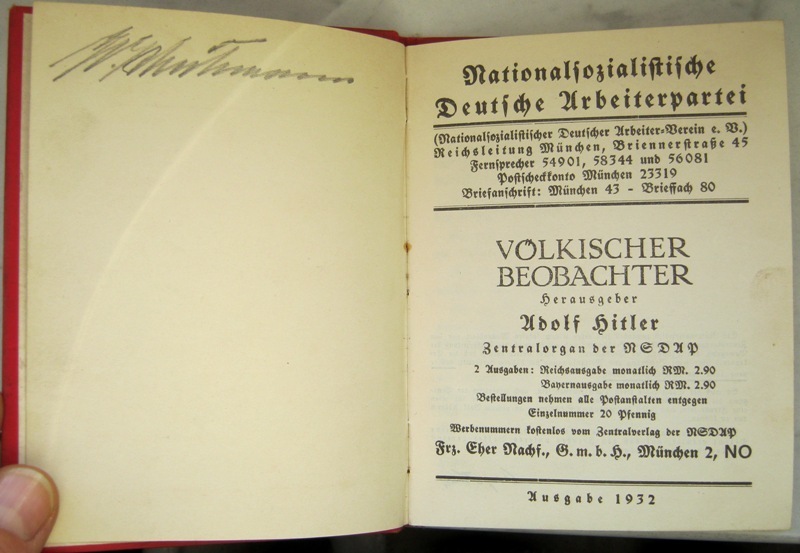 Nationalsozialistische
Deutsche Arbeiterpartei
(Nationalsozialistischer Deutscher Arbeiter-Verein e. V.)
Reichsleitung München, Briennerstraße 45
Fernsprecher 54901, 58344 und 56081
Postscheckkonto München 23319
Briefanschrift: München 43 - Brieffach 80
VÖLKISCHER
BEOBACHTER
Herausgeber
Adolf Hitler
Zentralorgan der NSDAP
2 Ausgaben: Reichsausgabe monatlich RM. 2.90
Bayernausgabe monatlich RM. 2.90
Bestellungen nehmen alle Postanstalten entgegen
Einzelnummer 20 Pfennig
Werbenummern kostenlos vom Zentralverlag der NSDAP
Frz. Eher Nachf., G. m. b. H., München 2, NO
Ausgabe 1932